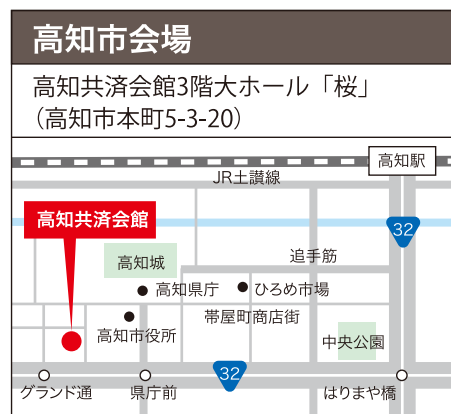 高知市会場
高知共済会館3階大ホール「桜」
（高知市本町5-3-20）
高知駅
JR土讃線
高知共済会館
32
高知城
追手筋
高知県庁
ひろめ市場
帯屋町商店街
高知市役所
中央公園
32
グランド通
県庁前
はりまや橋